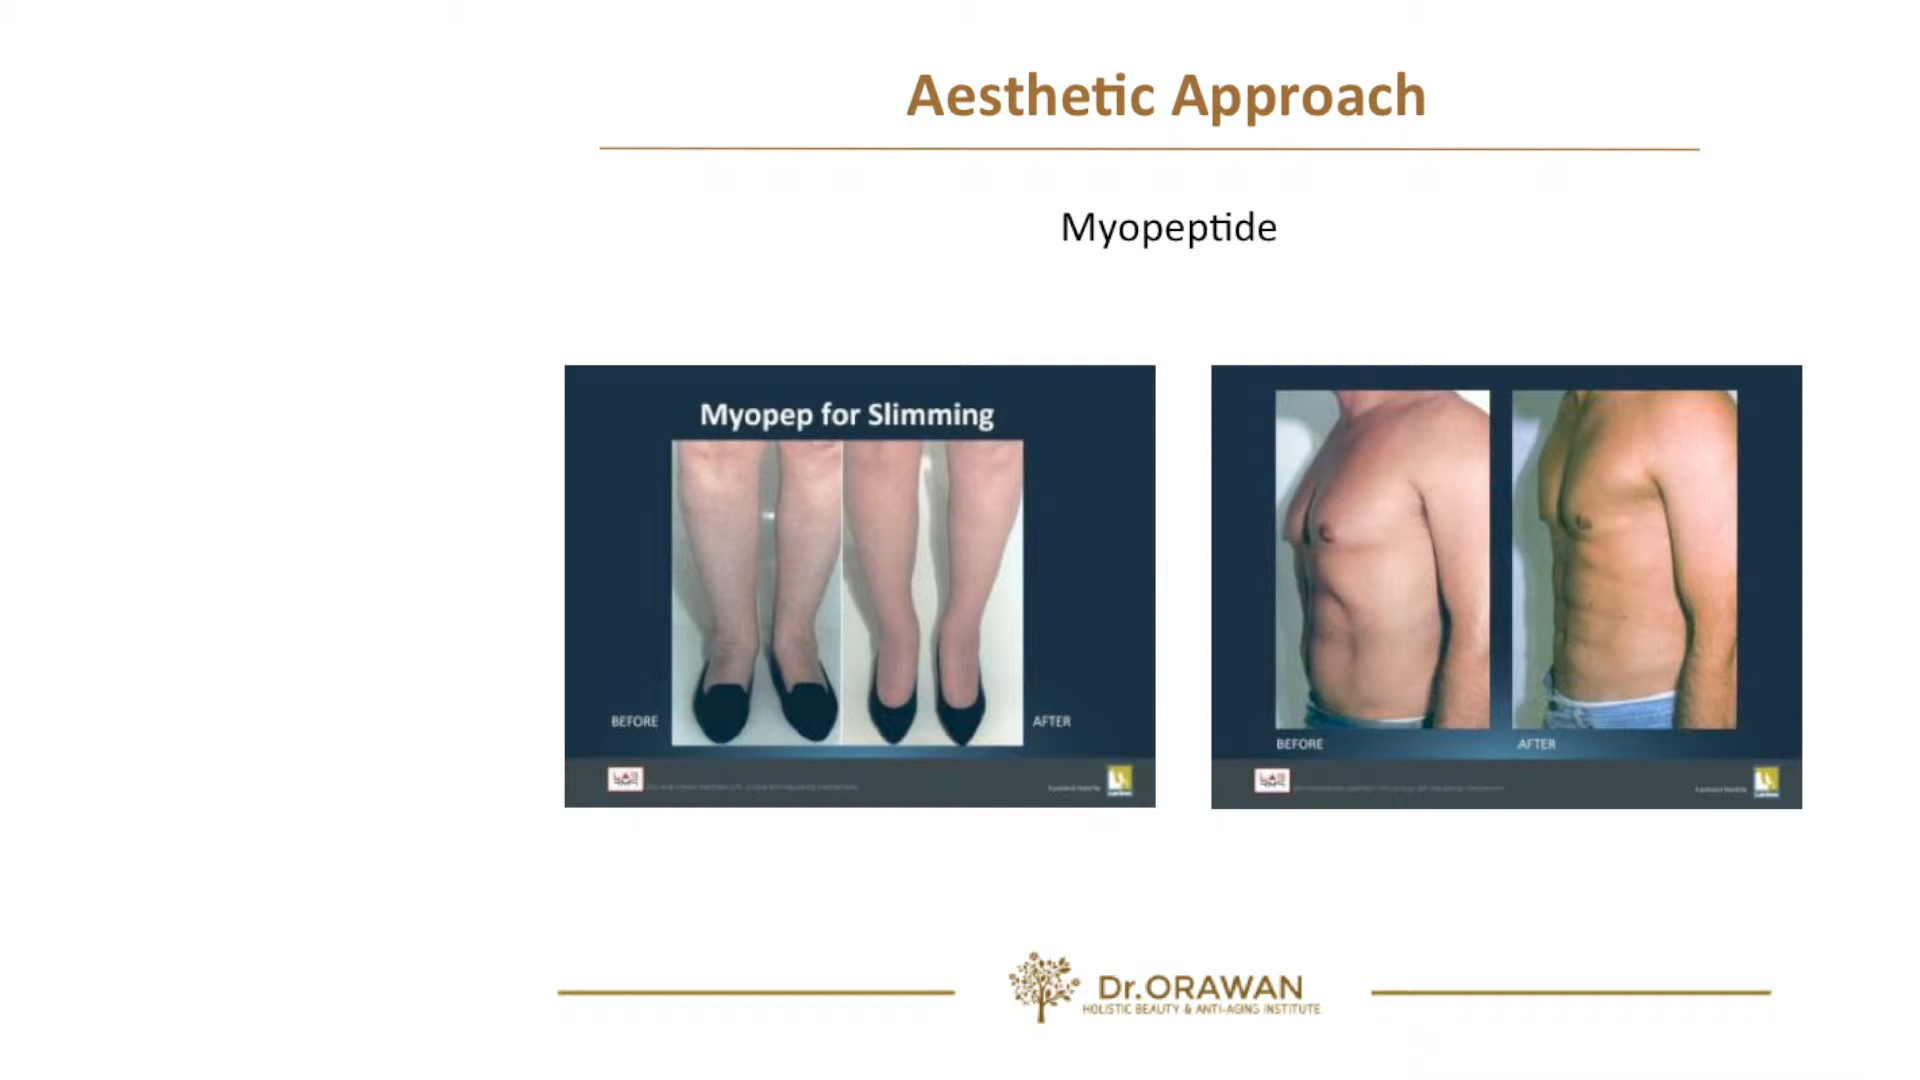 Aesthetic Approach
Myopeptide
Myopep for Slimming
BEFORE
AFTER
BEFORE
AFTER
Dr.ORAWAN
HOLISTIC BEAUTY & ANTI-AGING INSTITUTE